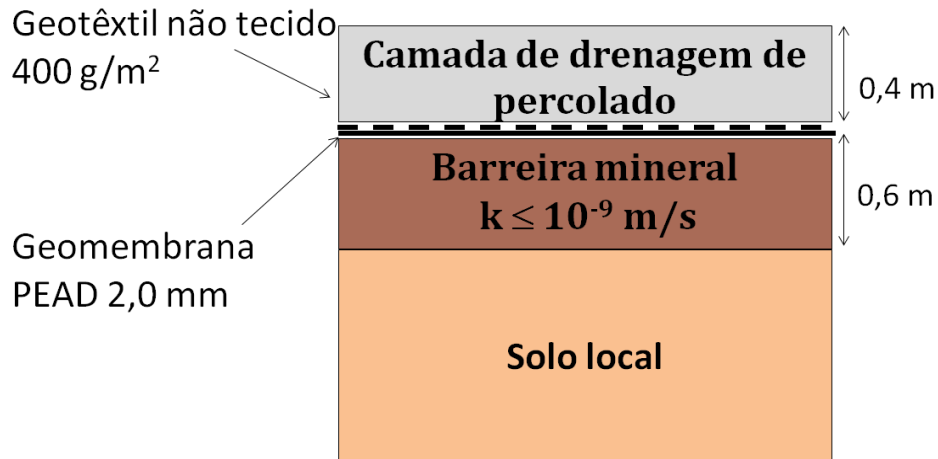 Geotêxtil não tecido
400 g/m²
Camada de drenagem de
percolado
0,4 m
Barreira mineral
k ≤ 10⁻⁹ m/s
0,6 m
Geomembrana
PEAD 2,0 mm
Solo local